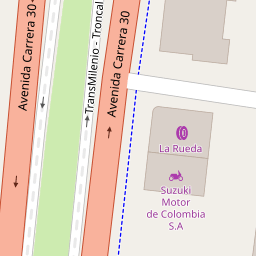 Avenida Carrera 30
TransMilenio - Troncal
Avenida Carrera 30
La Rueda
Suzuki
Motor
de Colombia
S.A